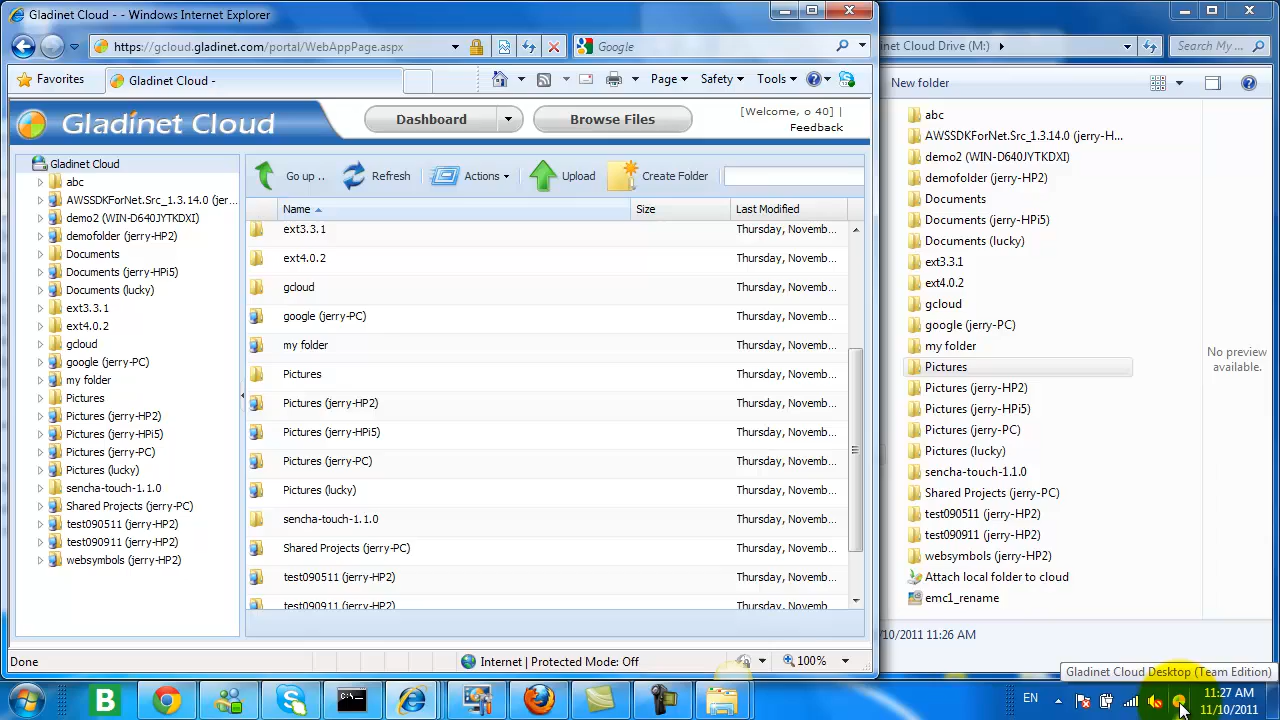 Gladinet Cloud - - Windows Internet Explorer
https://gcloud.gladinet.com/portal/WebAppPage.aspx
Google
Favorites
Gladinet Cloud -
Page
Safety
Tools
Gladinet Cloud
Dashboard
Browse Files
[Welcome, o 40] |
Feedback
Gladinet Cloud
abc
AWSSDKForNet.Src_1.3.14.0 (jer...
demo2 (WIN-D640JYTKDXI)
demofolder (jerry-HP2)
Documents
Documents (jerry-HPi5)
Documents (lucky)
ext3.3.1
ext4.0.2
gcloud
google (jerry-PC)
my folder
Pictures
Pictures (jerry-HP2)
Pictures (jerry-HPi5)
Pictures (jerry-PC)
Pictures (lucky)
sencha-touch-1.1.0
Shared Projects (jerry-PC)
test090511 (jerry-HP2)
test090911 (jerry-HP2)
websymbols (jerry-HP2)
Go up ..
Refresh
Actions
Upload
Create Folder
Name
Size
Last Modified
ext3.3.1
Thursday, Novemb...
ext4.0.2
Thursday, Novemb...
gcloud
Thursday, Novemb...
google (jerry-PC)
Thursday, Novemb...
my folder
Thursday, Novemb...
Pictures
Thursday, Novemb...
Pictures (jerry-HP2)
Thursday, Novemb...
Pictures (jerry-HPi5)
Thursday, Novemb...
Pictures (jerry-PC)
Thursday, Novemb...
Pictures (lucky)
Thursday, Novemb...
sencha-touch-1.1.0
Thursday, Novemb...
Shared Projects (jerry-PC)
Thursday, Novemb...
test090511 (jerry-HP2)
Thursday, Novemb...
test090911 (jerry-HP2)
Thursday, Novemb
Done
Internet | Protected Mode: Off
100%
Cloud Drive (M:)
Search My ...
New folder
abc
AWSSDKForNet.Src_1.3.14.0 (jerry-H...
demo2 (WIN-D640JYTKDXI)
demofolder (jerry-HP2)
Documents
Documents (jerry-HPi5)
Documents (lucky)
ext3.3.1
ext4.0.2
gcloud
google (jerry-PC)
my folder
Pictures
Pictures (jerry-HP2)
Pictures (jerry-HPi5)
Pictures (jerry-PC)
Pictures (lucky)
sencha-touch-1.1.0
Shared Projects (jerry-PC)
test090511 (jerry-HP2)
test090911 (jerry-HP2)
websymbols (jerry-HP2)
Attach local folder to cloud
emc1_rename
No preview
available.
/10/2011 11:26 AM
Gladinet Cloud Desktop (Team Edition)
B
EN
11:27 AM
11/10/2011